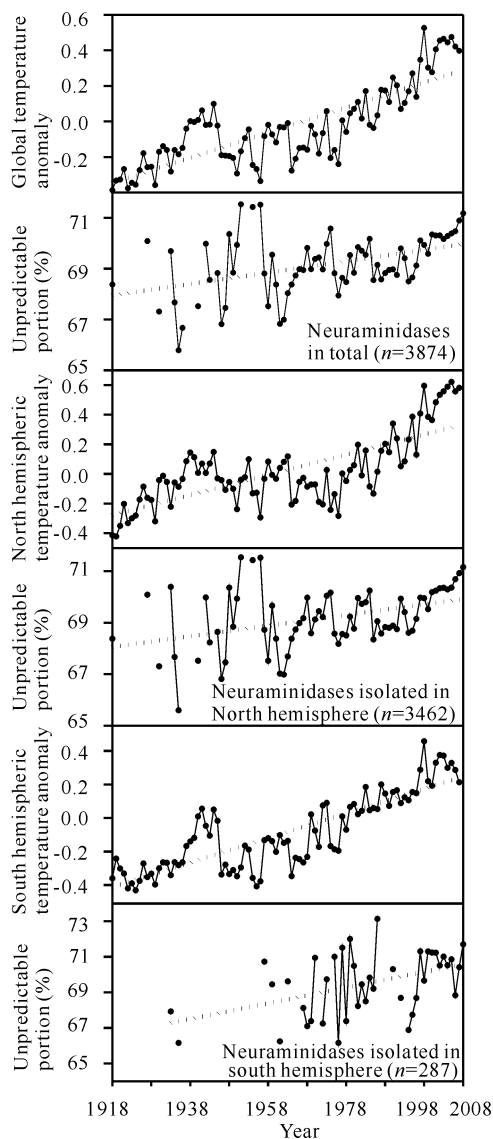 Global temperature
anomaly
0.6
0.4
0.2
0.0
-0.2
Unpredictable
portion (%)
71
69
67
65
Neuraminidases
in total (n=3874)
North hemispheric
temperature anomaly
0.6
0.4
0.2
0.0
-0.2
-0.4
Unpredictable
portion (%)
71
69
67
65
Neuraminidases isolated in
North hemisphere (n=3462)
South hemispheric
temperature anomaly
0.4
0.2
0.0
-0.2
-0.4
Unpredictable
portion (%)
73
71
69
67
65
Neuraminidases isolated in
south hemisphere (n=287)
1918 1938 1958 1978 1998 2008
Year